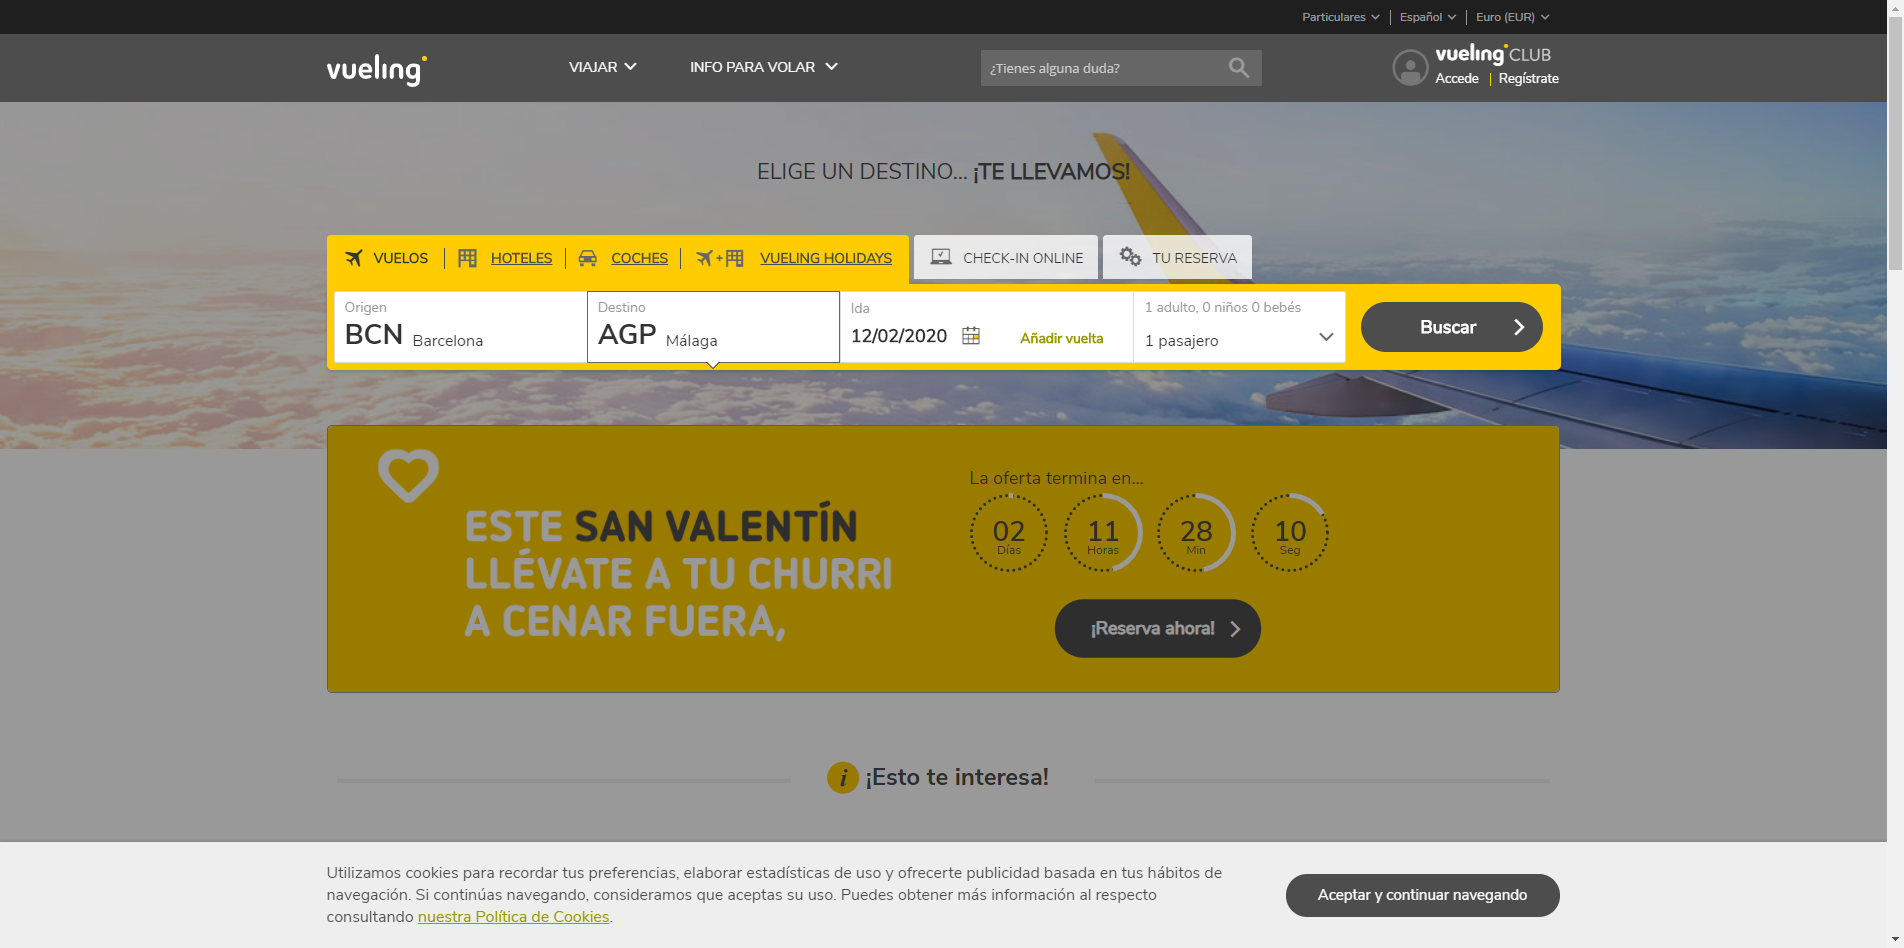 Particulares Español Euro (EUR)
vueling VIAJAR INFO PARA VOLAR ¿Tienes alguna duda? vueling CLUB
Accede Regístrate
ELIGE UN DESTINO... ¡TE LLEVAMOS!
VUELOS HOTELES COCHES + VUELING HOLIDAYS CHECK-IN ONLINE TU RESERVA
Origen Destino Ida 1 adulto, 0 niños 0 bebés
BCN Barcelona AGP Málaga 12/02/2020 Añadir vuelta 1 pasajero Buscar
La oferta termina en...
ESTE SAN VALENTÍN
LLÉVATE A TU CHURRI
A CENAR FUERA,
02 11 28 10
Días Horas Min Seg
¡Reserva ahora!
i ¡Esto te interesa!
Utilizamos cookies para recordar tus preferencias, elaborar estadísticas de uso y ofrecerte publicidad basada en tus hábitos de
navegación. Si continúas navegando, consideramos que aceptas su uso. Puedes obtener más información al respecto
consultando nuestra Política de Cookies.
Aceptar y continuar navegando